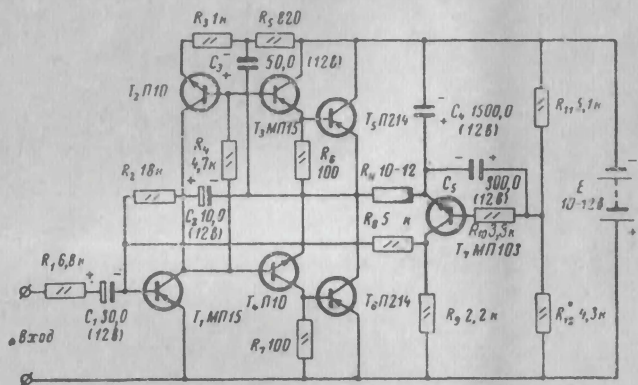 R₃ 1к
R₅ 820
C₃
50,0 (12В)
T₂ П10
T₃ МП15
T₅ П214
C₄ 1500,0
(12В)
R₁₁ 5,1к
R₄
4,7к
R₆
100
R₂ 18к
C₂ 10,0
(12В)
Rн 10-12
C₅
300,0
(12В)
E
10-12В
R₈ 5 к
R₁₀ 3,3к
T₇ МП103
R₁ 6,8к
C₁ 30,0
(12В)
Вход
T₁ МП15
T₄ П10
T₆ П214
R₇ 100
R₉ 2,2 к
R₁₂* 4,3к